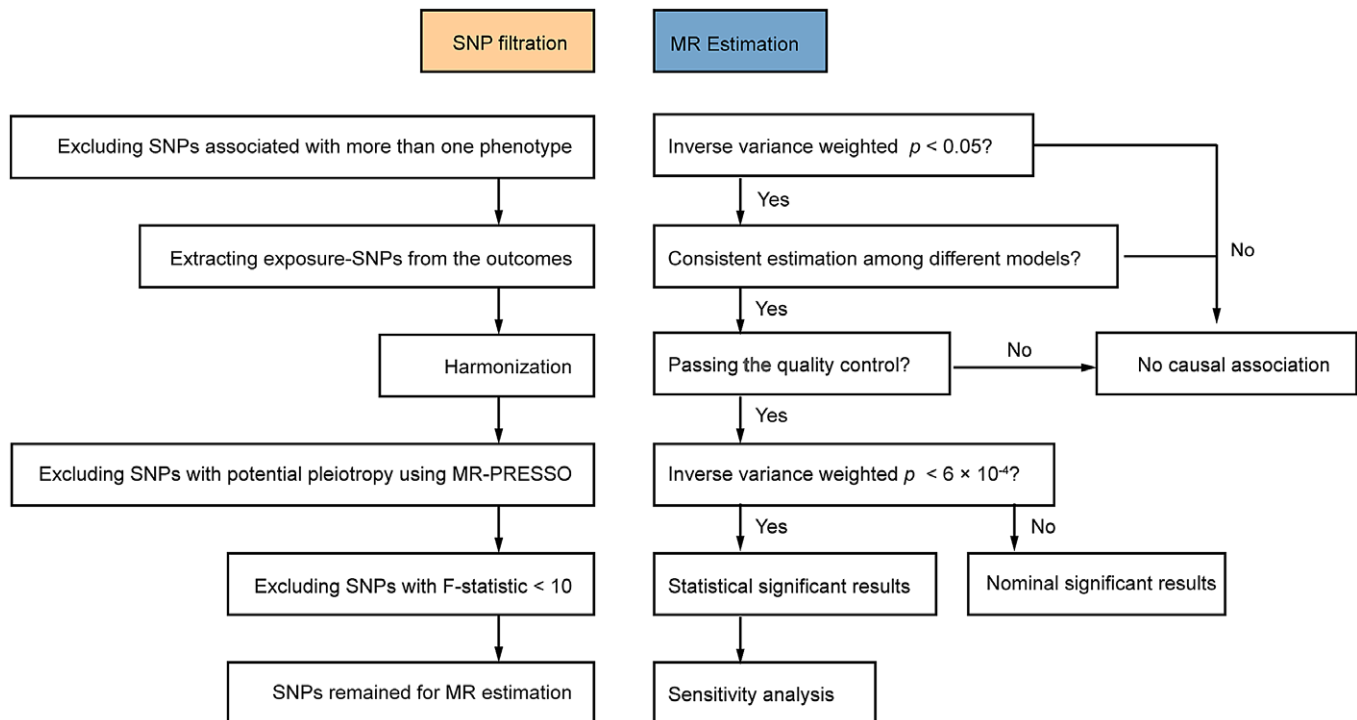 SNP filtration
Excluding SNPs associated with more than one phenotype
Extracting exposure-SNPs from the outcomes
Harmonization
Excluding SNPs with potential pleiotropy using MR-PRESSO
Excluding SNPs with F-statistic < 10
SNPs remained for MR estimation
MR Estimation
Inverse variance weighted p < 0.05?
Yes
No
Consistent estimation among different models?
Yes
Passing the quality control?
No
No causal association
Yes
Inverse variance weighted p < 6 × 10⁻⁴?
Yes
No
Statistical significant results
Nominal significant results
Sensitivity analysis